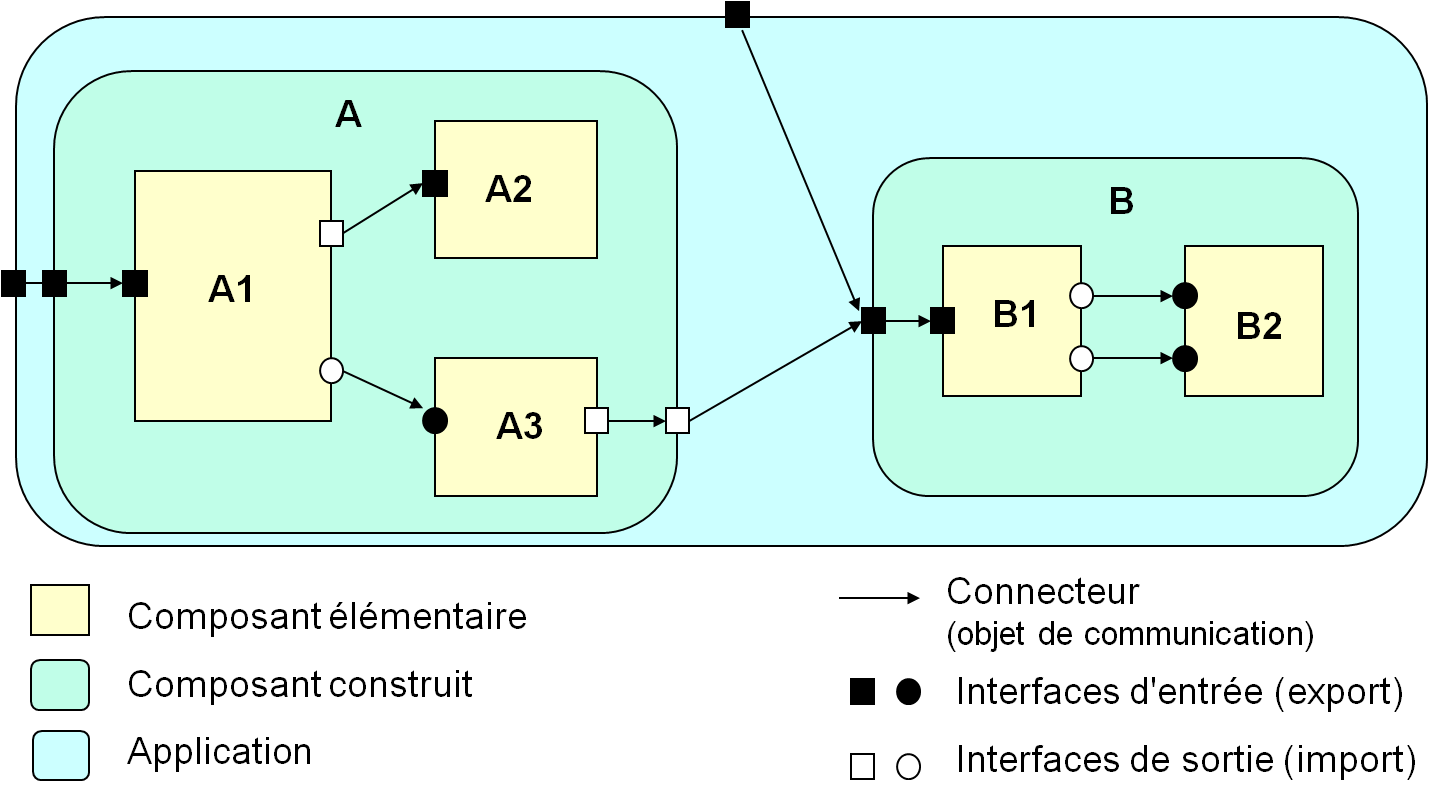 A
A2
A1
A3
B
B1
B2
Composant élémentaire
Composant construit
Application
Connecteur
(objet de communication)
Interfaces d'entrée (export)
Interfaces de sortie (import)